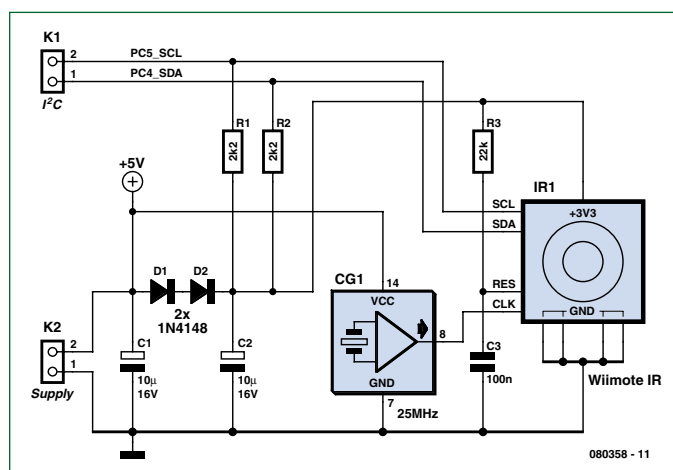 K1
2
PC5_SCL
1
PC4_SDA
I²C
R1
2k2
R2
2k2
R3
22k
+5V
IR1
SCL
+3V3
SDA
D1
D2
2x
1N4148
CG1
14
VCC
8
RES
CLK
GND
K2
2
1
Supply
C1
10µ
16V
C2
10µ
16V
GND
7
25MHz
C3
100n
Wiimote IR
080358 - 11